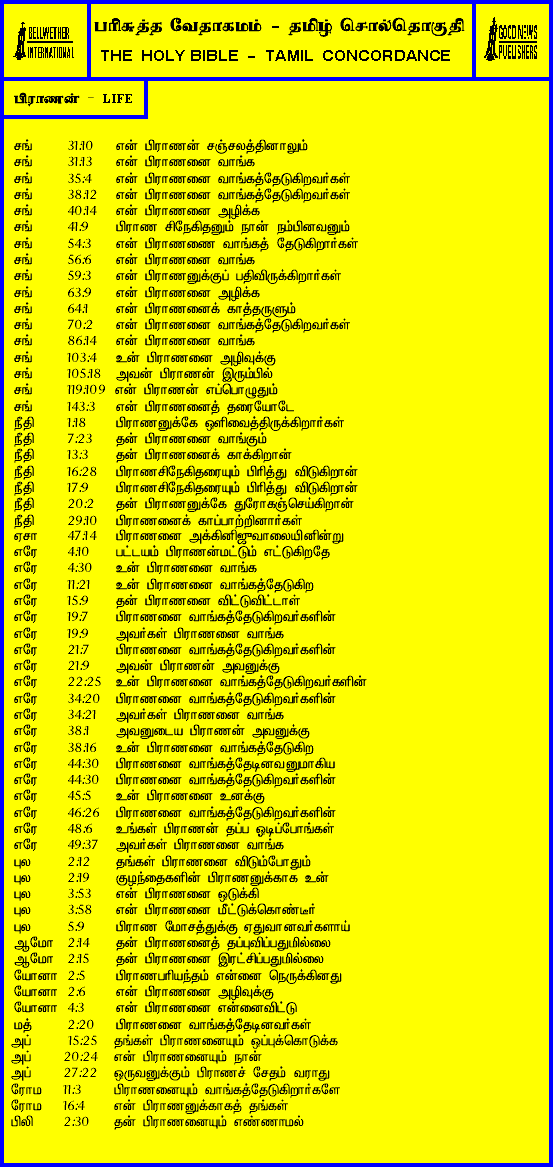 BELLWETHER
INTERNATIONAL
பரிசுத்த வேதாகமம் - தமிழ் சொல்தொகுதி
THE HOLY BIBLE - TAMIL CONCORDANCE
GOOD NEWS
PUBLISHERS
பிராணன் - LIFE
சங் 31:10 என் பிராணன் சஞ்சலத்தினாலும்
சங் 31:13 என் பிராணனை வாங்க
சங் 35:4 என் பிராணனை வாங்கத்தேடுகிறவர்கள்
சங் 38:12 என் பிராணனை வாங்கத்தேடுகிறவர்கள்
சங் 40:14 என் பிராணனை அழிக்க
சங் 41:9 பிராண சிநேகிதனும் நான் நம்பினவனும்
சங் 54:3 என் பிராணணை வாங்கத் தேடுகிறார்கள்
சங் 56:6 என் பிராணனை வாங்க
சங் 59:3 என் பிராணனுக்குப் பதிவிருக்கிறார்கள்
சங் 63:9 என் பிராணனை அழிக்க
சங் 64:1 என் பிராணனைக் காத்தருளும்
சங் 70:2 என் பிராணனை வாங்கத்தேடுகிறவர்கள்
சங் 86:14 என் பிராணனை வாங்க
சங் 103:4 உன் பிராணனை அழிவுக்கு
சங் 105:18 அவன் பிராணன் இரும்பில்
சங் 119:109 என் பிராணன் எப்பொழுதும்
சங் 143:3 என் பிராணனைத் தரையோடே
நீதி 1:18 பிராணனுக்கே ஒளிவைத்திருக்கிறார்கள்
நீதி 7:23 தன் பிராணனை வாங்கும்
நீதி 13:3 தன் பிராணனைக் காக்கிறான்
நீதி 16:28 பிராணசிநேகிதரையும் பிரித்து விடுகிறான்
நீதி 17:9 பிராணசிநேகிதரையும் பிரித்து விடுகிறான்
நீதி 20:2 தன் பிராணனுக்கே துரோகஞ்செய்கிறான்
நீதி 29:10 பிராணனைக் காப்பாற்றினார்கள்
ஏசா 47:14 பிராணனை அக்கினிஜுவாலையினின்று
எரே 4:10 பட்டயம் பிராணன்மட்டும் எட்டுகிறதே
எரே 4:30 உன் பிராணனை வாங்க
எரே 11:21 உன் பிராணனை வாங்கத்தேடுகிற
எரே 15:9 தன் பிராணனை விட்டுவிட்டாள்
எரே 19:7 பிராணனை வாங்கத்தேடுகிறவர்களின்
எரே 19:9 அவர்கள் பிராணனை வாங்க
எரே 21:7 பிராணனை வாங்கத்தேடுகிறவர்களின்
எரே 21:9 அவன் பிராணன் அவனுக்கு
எரே 22:25 உன் பிராணனை வாங்கத்தேடுகிறவர்களின்
எரே 34:20 பிராணனை வாங்கத்தேடுகிறவர்களின்
எரே 34:21 அவர்கள் பிராணனை வாங்க
எரே 38:1 அவனுடைய பிராணன் அவனுக்கு
எரே 38:16 உன் பிராணனை வாங்கத்தேடுகிற
எரே 44:30 பிராணனை வாங்கத்தேடினவனுமாகிய
எரே 44:30 பிராணனை வாங்கத்தேடுகிறவர்களின்
எரே 45:5 உன் பிராணனை உனக்கு
எரே 46:26 பிராணனை வாங்கத்தேடுகிறவர்களின்
எரே 48:6 உங்கள் பிராணன் தப்ப ஓடிப்போங்கள்
எரே 49:37 அவர்கள் பிராணனை வாங்க
புல 2:12 தங்கள் பிராணனை விடும்போதும்
புல 2:19 குழந்தைகளின் பிராணனுக்காக உன்
புல 3:53 என் பிராணனை ஒடுக்கி
புல 3:58 என் பிராணனை மீட்டுக்கொண்டீர்
புல 5:9 பிராண மோசத்துக்கு ஏதுவானவர்களாய்
ஆமோ 2:14 தன் பிராணனைத் தப்புவிப்பதுமில்லை
ஆமோ 2:15 தன் பிராணனை இரட்சிப்பதுமில்லை
யோனா 2:5 பிராணபரியந்தம் என்னை நெருக்கினது
யோனா 2:6 என் பிராணனை அழிவுக்கு
யோனா 4:3 என் பிராணனை என்னைவிட்டு
மத் 2:20 பிராணனை வாங்கத்தேடினவர்கள்
அப் 15:25 தங்கள் பிராணனையும் ஒப்புக்கொடுக்க
அப் 20:24 என் பிராணனையும் நான்
அப் 27:22 ஒருவனுக்கும் பிராணச் சேதம் வராது
ரோம 11:3 பிராணனையும் வாங்கத்தேடுகிறார்களே
ரோம 16:4 என் பிராணனுக்காகத் தங்கள்
பிலி 2:30 தன் பிராணனையும் எண்ணாமல்